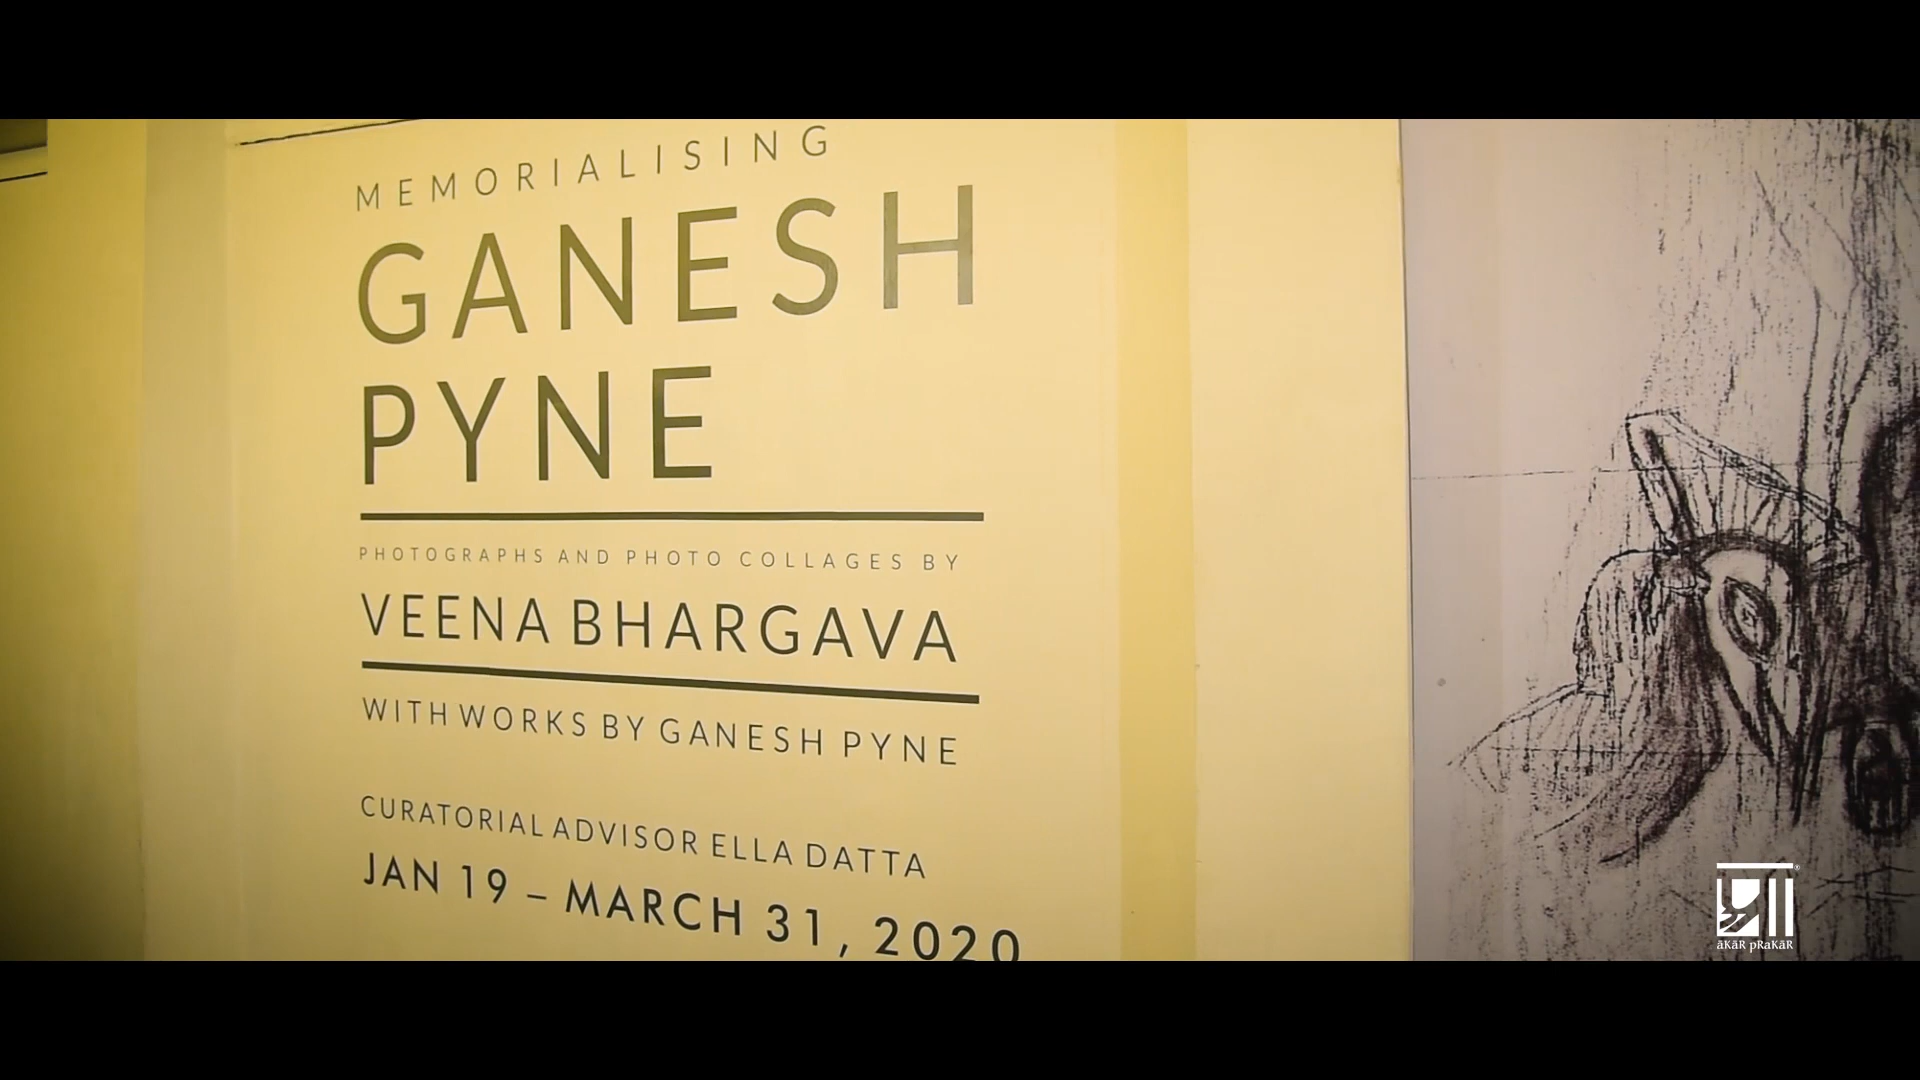 MEMORIALISING
GANESH
PYNE
PHOTOGRAPHS AND PHOTO COLLAGES BY
VEENA BHARGAVA
WITH WORKS BY GANESH PYNE
CURATORIAL ADVISOR ELLA DATTA
JAN 19 – MARCH 31, 2020
āKāR pRaKāR